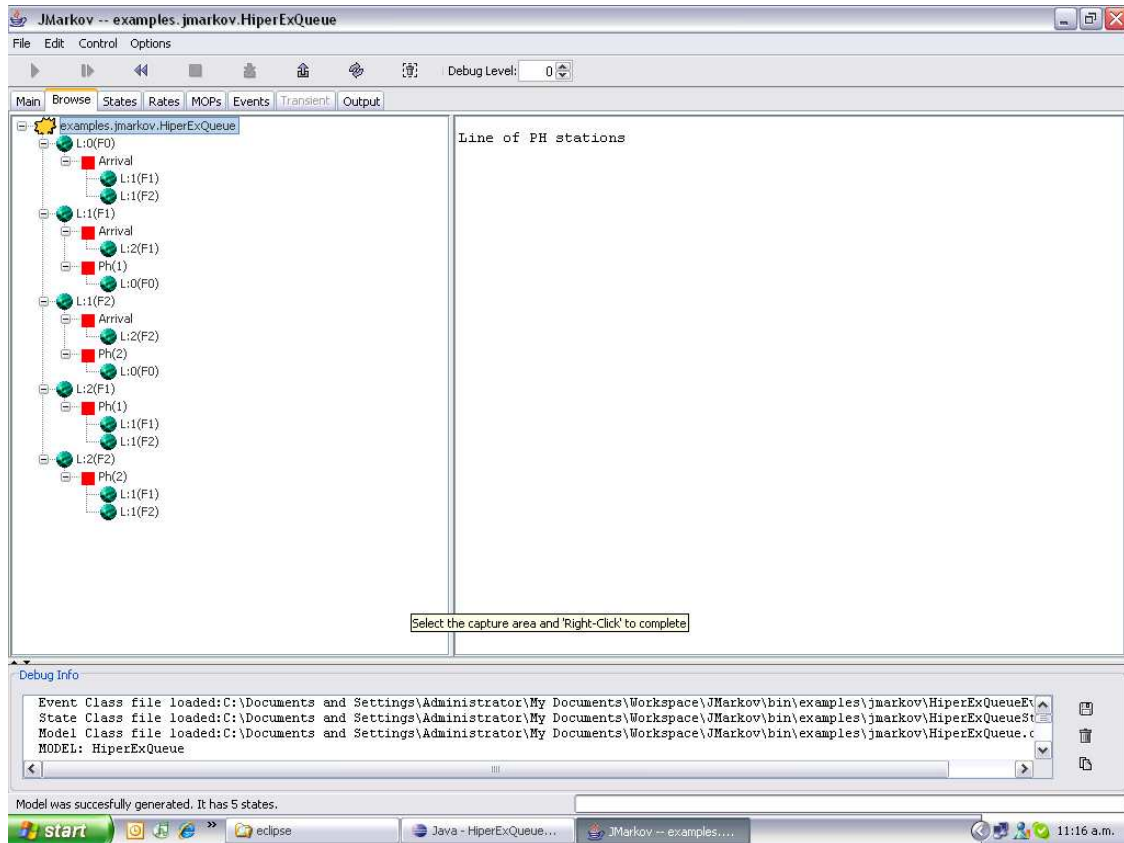 JMarkov -- examples.jmarkov.HiperExQueue
File Edit Control Options
Debug Level: 0
Main Browse States Rates MOPs Events Transient Output
examples.jmarkov.HiperExQueue
L:0(F0)
Arrival
L:1(F1)
L:1(F2)
L:1(F1)
Arrival
L:2(F1)
Ph(1)
L:0(F0)
L:1(F2)
Arrival
L:2(F2)
Ph(2)
L:0(F0)
L:2(F1)
Ph(1)
L:1(F1)
L:1(F2)
L:2(F2)
Ph(2)
L:1(F1)
L:1(F2)
Line of PH stations
Select the capture area and 'Right-Click' to complete
Debug Info
Event Class file loaded:C:\Documents and Settings\Administrator\My Documents\Workspace\JMarkov\bin\examples\jmarkov\HiperExQueueEv
State Class file loaded:C:\Documents and Settings\Administrator\My Documents\Workspace\JMarkov\bin\examples\jmarkov\HiperExQueueSt
Model Class file loaded:C:\Documents and Settings\Administrator\My Documents\Workspace\JMarkov\bin\examples\jmarkov\HiperExQueue.c
MODEL: HiperExQueue
Model was succesfully generated. It has 5 states.
start » eclipse Java - HiperExQueue... JMarkov -- examples.... 11:16 a.m.